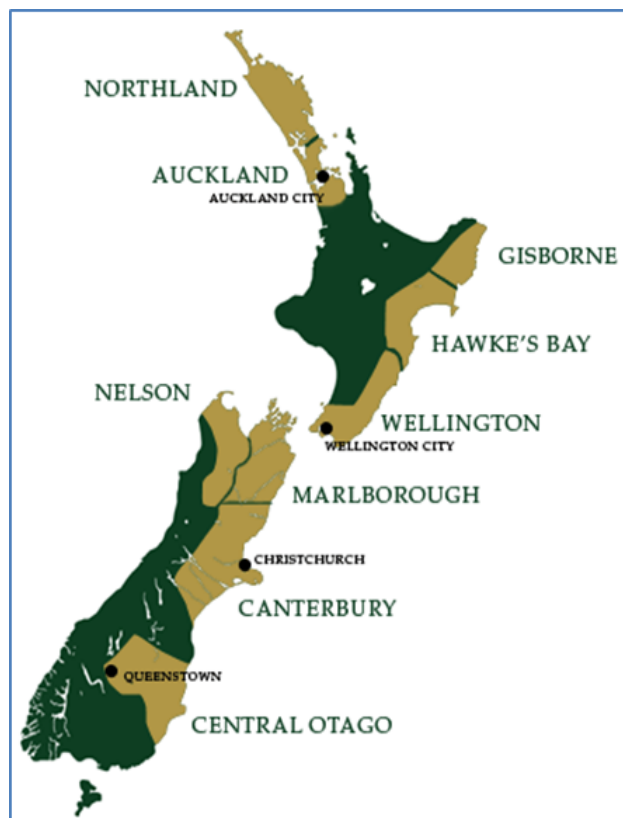 NORTHLAND
AUCKLAND
AUCKLAND CITY
GISBORNE
HAWKE'S BAY
NELSON
WELLINGTON
WELLINGTON CITY
MARLBOROUGH
CHRISTCHURCH
CANTERBURY
QUEENSTOWN
CENTRAL OTAGO